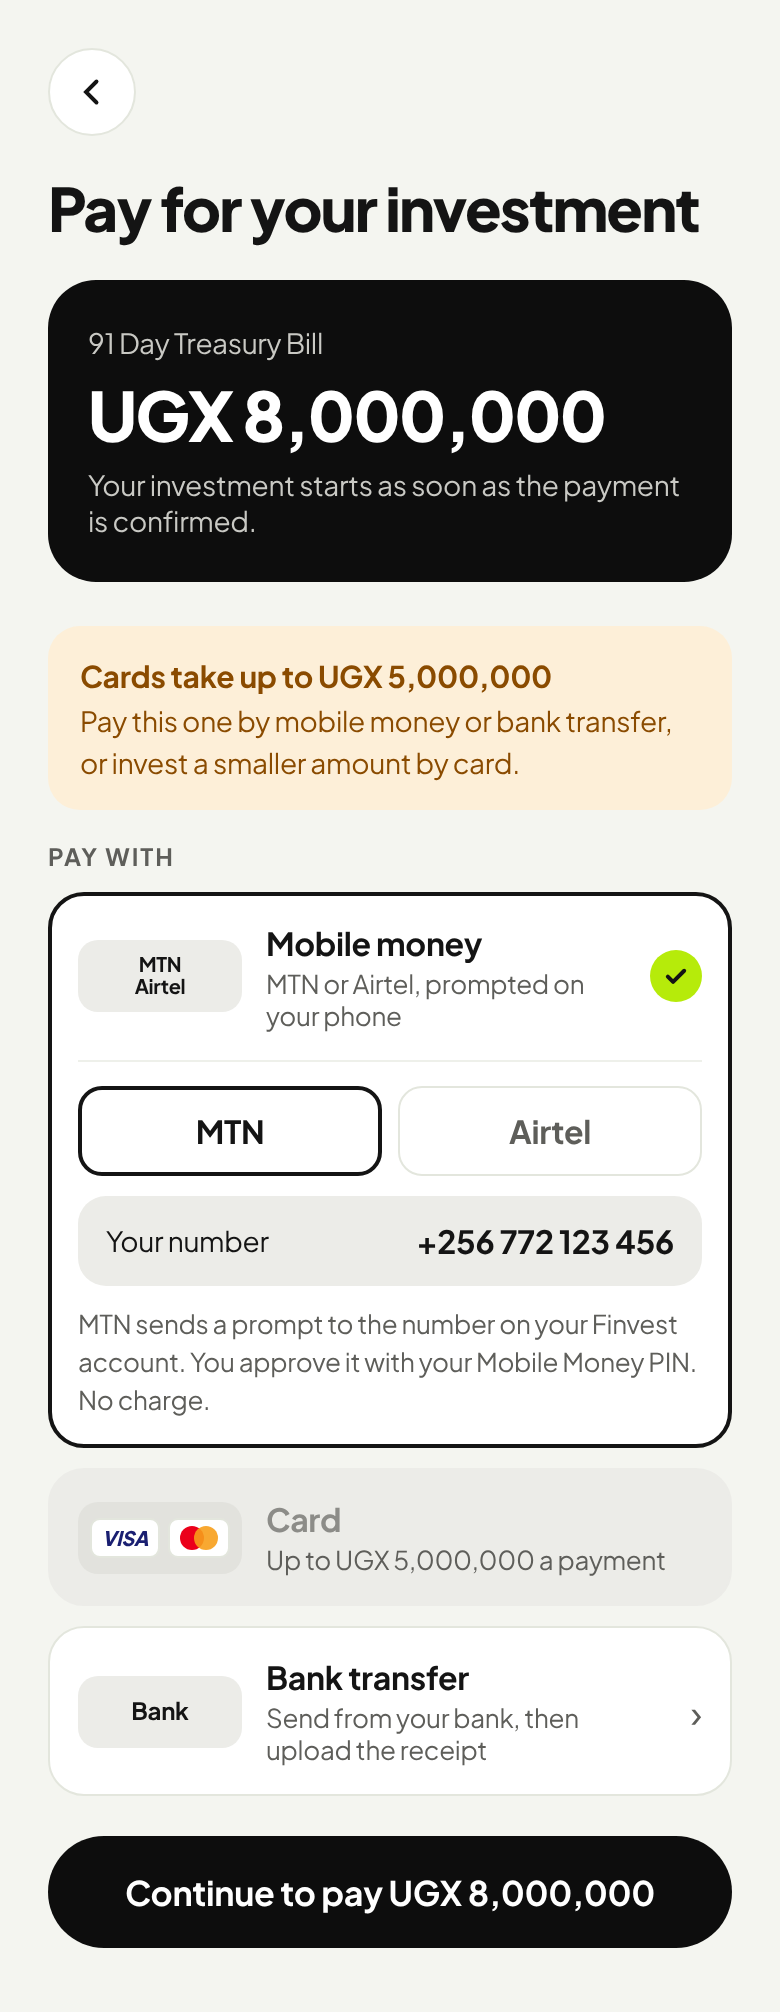 Pay for your investment
91 Day Treasury Bill
UGX 8,000,000
Your investment starts as soon as the payment
is confirmed.
Cards take up to UGX 5,000,000
Pay this one by mobile money or bank transfer,
or invest a smaller amount by card.
PAY WITH
MTN
Airtel
Mobile money
MTN or Airtel, prompted on
your phone
MTN
Airtel
Your number
+256 772 123 456
MTN sends a prompt to the number on your Finvest
account. You approve it with your Mobile Money PIN.
No charge.
VISA
Card
Up to UGX 5,000,000 a payment
Bank
Bank transfer
Send from your bank, then
upload the receipt
Continue to pay UGX 8,000,000